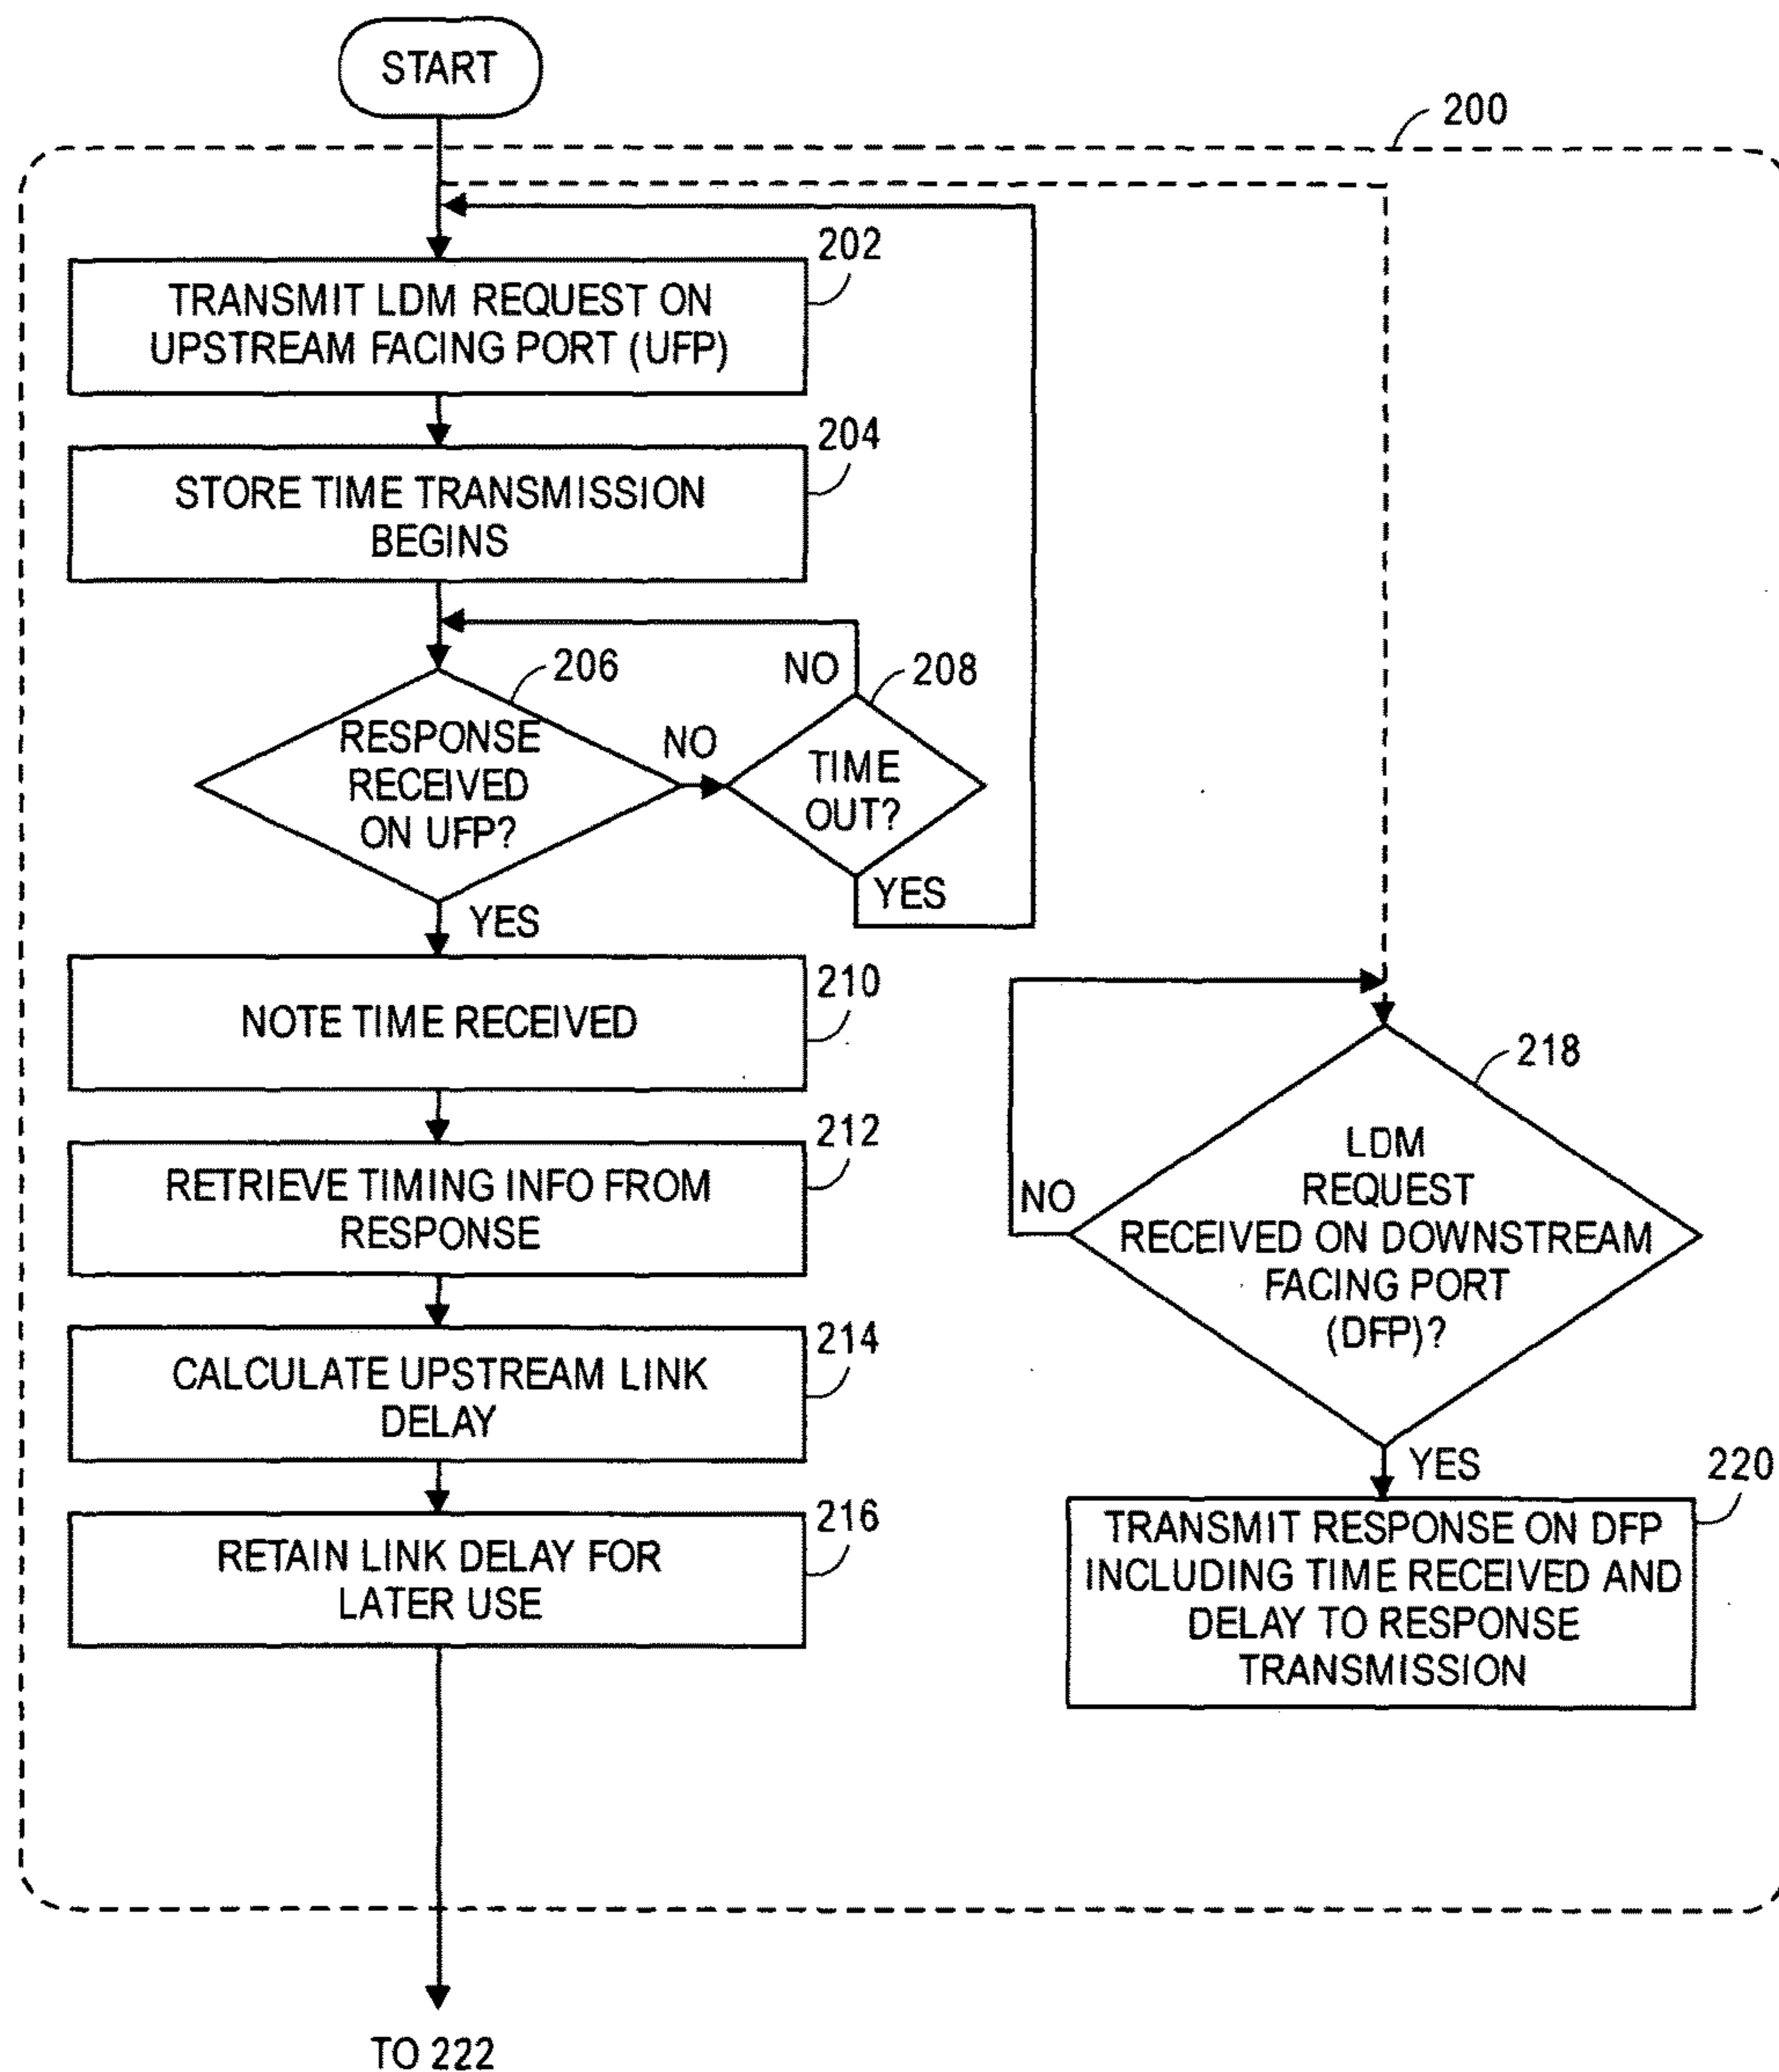 START
200
202
TRANSMIT LDM REQUEST ON
UPSTREAM FACING PORT (UFP)
204
STORE TIME TRANSMISSION
BEGINS
206
RESPONSE
RECEIVED
ON UFP?
NO
NO
208
TIME
OUT?
YES
YES
210
NOTE TIME RECEIVED
212
RETRIEVE TIMING INFO FROM
RESPONSE
214
CALCULATE UPSTREAM LINK
DELAY
216
RETAIN LINK DELAY FOR
LATER USE
218
LDM
REQUEST
RECEIVED ON DOWNSTREAM
FACING PORT
(DFP)?
NO
YES
220
TRANSMIT RESPONSE ON DFP
INCLUDING TIME RECEIVED AND
DELAY TO RESPONSE
TRANSMISSION
TO 222